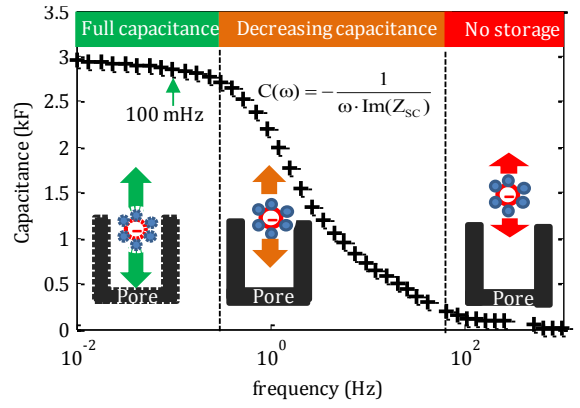 Full capacitance Decreasing capacitance No storage
3.5
3
2.5
2
1.5
1
0.5
0
Capacitance (kF)
100 mHz
C(ω) = − 1 / (ω · Im(Z_SC))
Pore Pore Pore
10^-2 10^0 10^2
frequency (Hz)